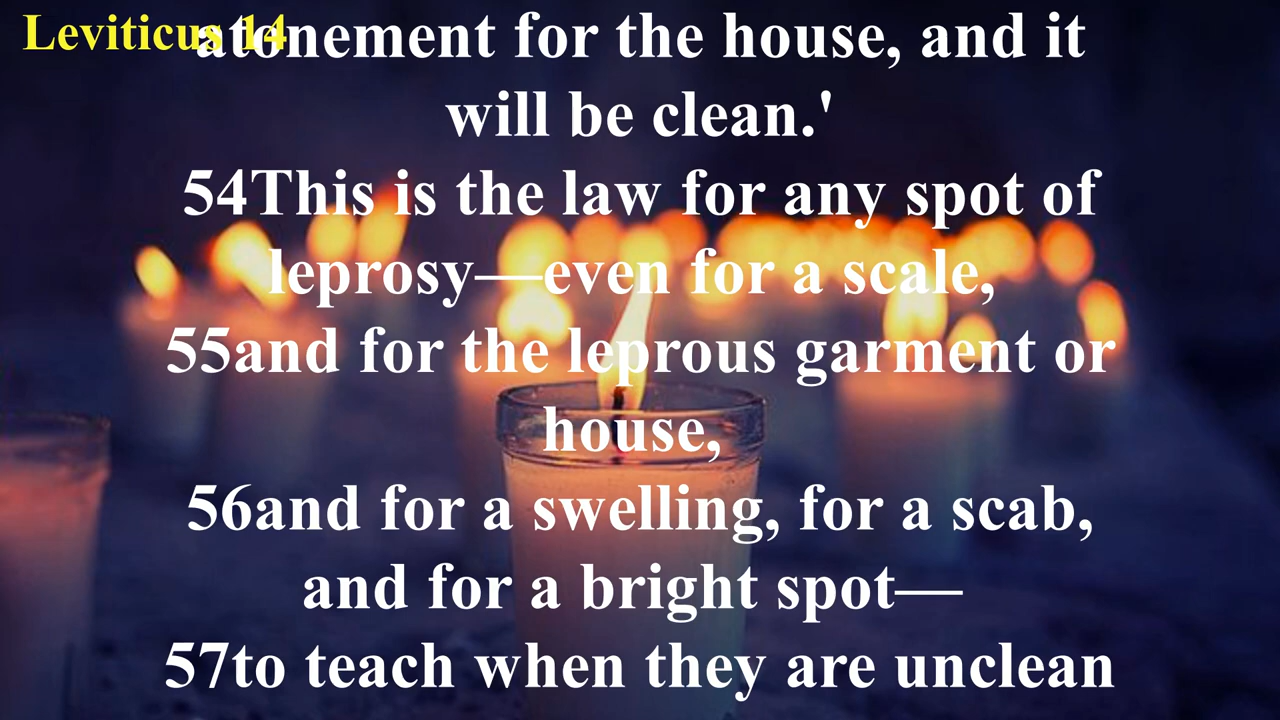 Leviticus 14
atonement for the house, and it
will be clean.'
54This is the law for any spot of
leprosy—even for a scale,
55and for the leprous garment or
house,
56and for a swelling, for a scab,
and for a bright spot—
57to teach when they are unclean